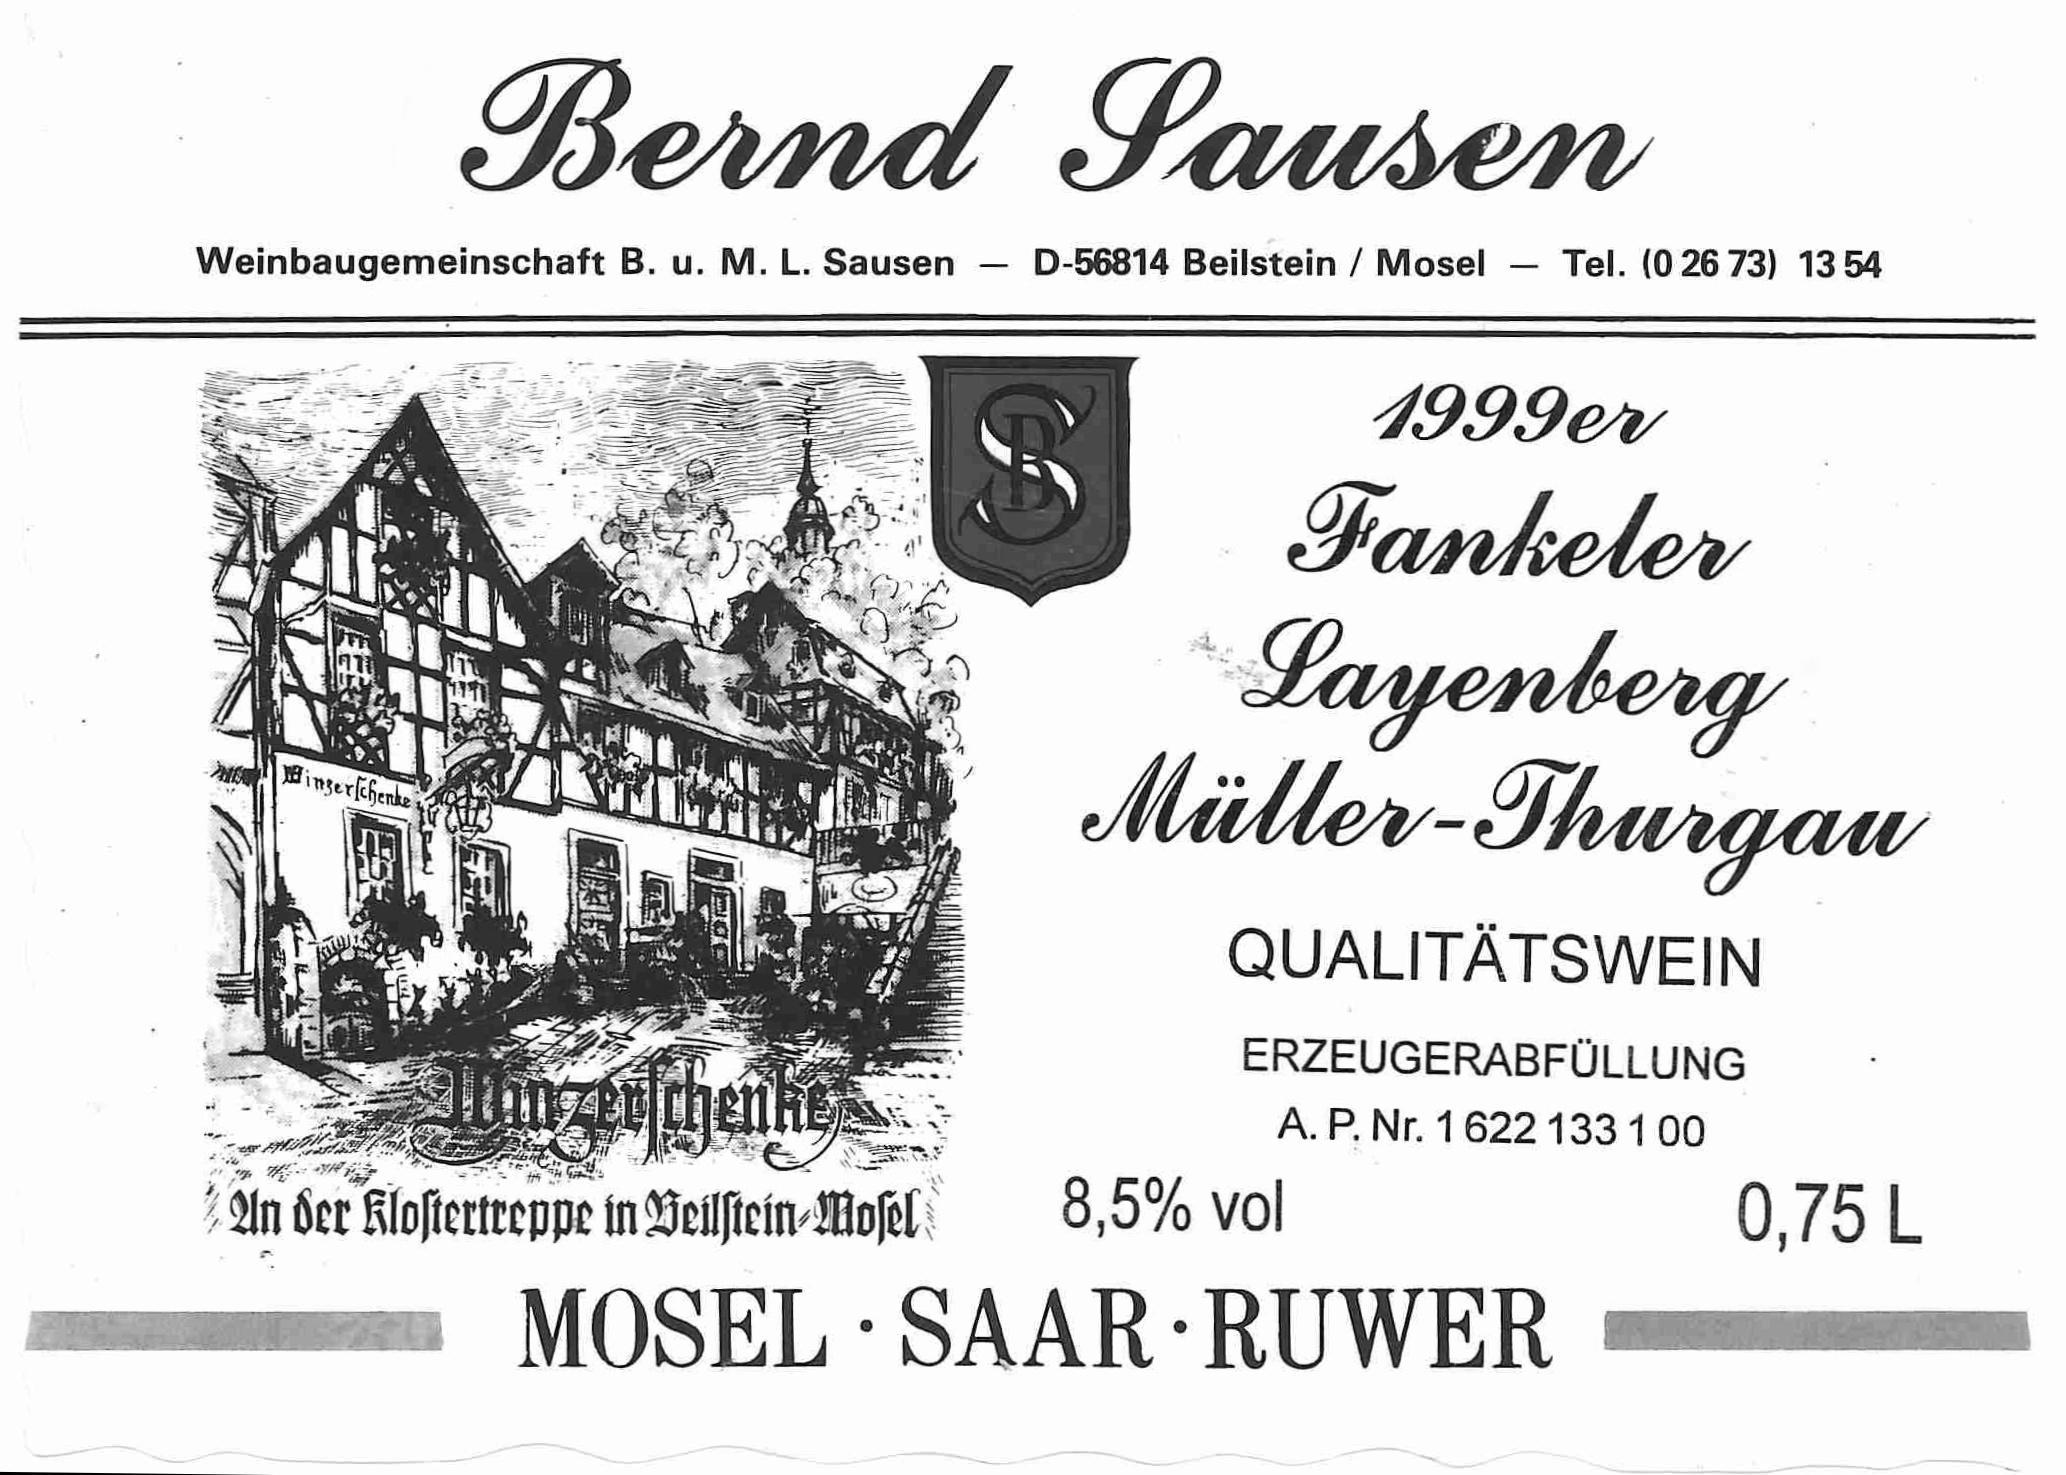 Bernd Sausen
Weinbaugemeinschaft B. u. M. L. Sausen — D-56814 Beilstein / Mosel — Tel. (0 26 73) 13 54
SB
1999er
Fankeler
Layenberg
Müller-Thurgau
QUALITÄTSWEIN
ERZEUGERABFÜLLUNG
A. P. Nr. 1 622 133 1 00
8,5% vol
0,75 L
Winzerſchenke
Winzerſchenke
An der Kloſtertreppe in Beilſtein-Moſel
MOSEL · SAAR · RUWER